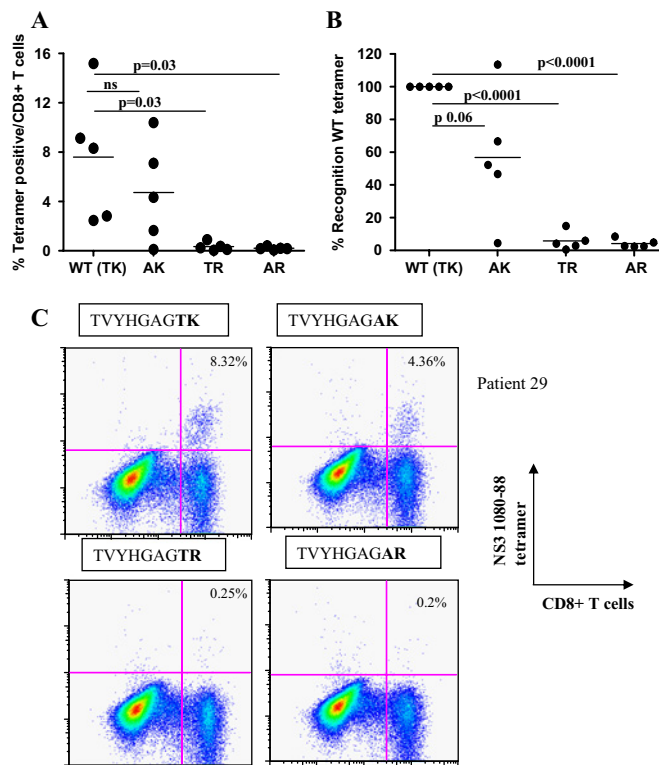 A
% Tetramer positive/CD8+ T cells
16
12
8
4
0
p=0.03
ns
p=0.03
WT (TK) AK TR AR
B
% Recognition WT tetramer
120
100
80
60
40
20
0
p<0.0001
p<0.0001
p 0.06
WT (TK) AK TR AR
C
TVYHGAGTK
8.32%
TVYHGAGAK
4.36%
Patient 29
NS3 1080-88
tetramer
CD8+ T cells
TVYHGAGTR
0.25%
TVYHGAGAR
0.2%